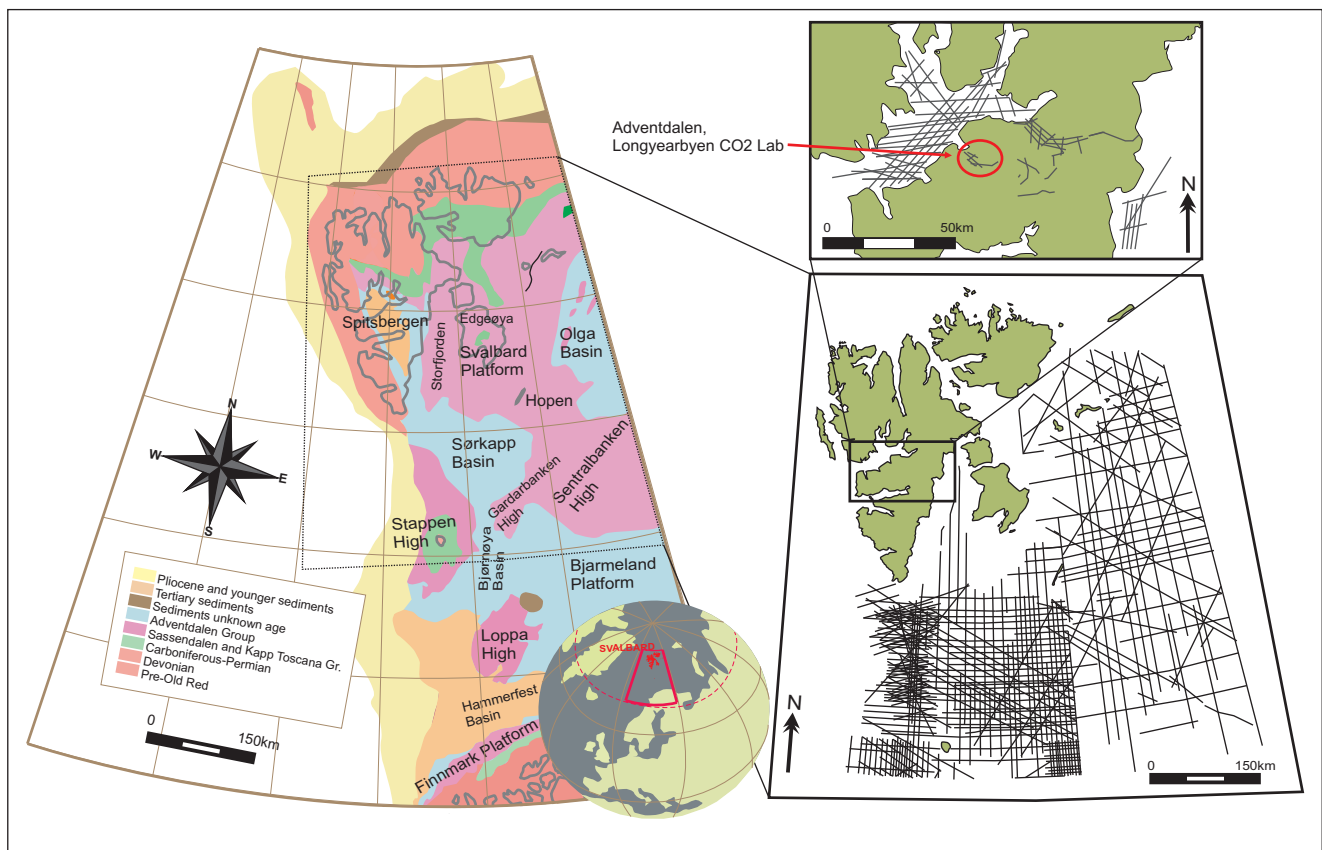 Adventdalen,
Longyearbyen CO2 Lab
N
0
50km
Spitsbergen
Storfjorden
Edgeøya
Svalbard
Platform
Olga
Basin
Hopen
N
W
E
S
Sørkapp
Basin
Gardarbanken
High
Sentralbanken
High
Stappen
High
Bjørnøya
Basin
Bjarmeland
Platform
Pliocene and younger sediments
Tertiary sediments
Sediments unknown age
Adventdalen Group
Sassendalen and Kapp Toscana Gr.
Carboniferous-Permian
Devonian
Pre-Old Red
0
150km
Loppa
High
Hammerfest
Basin
Finnmark Platform
SVALBARD
N
0
150km